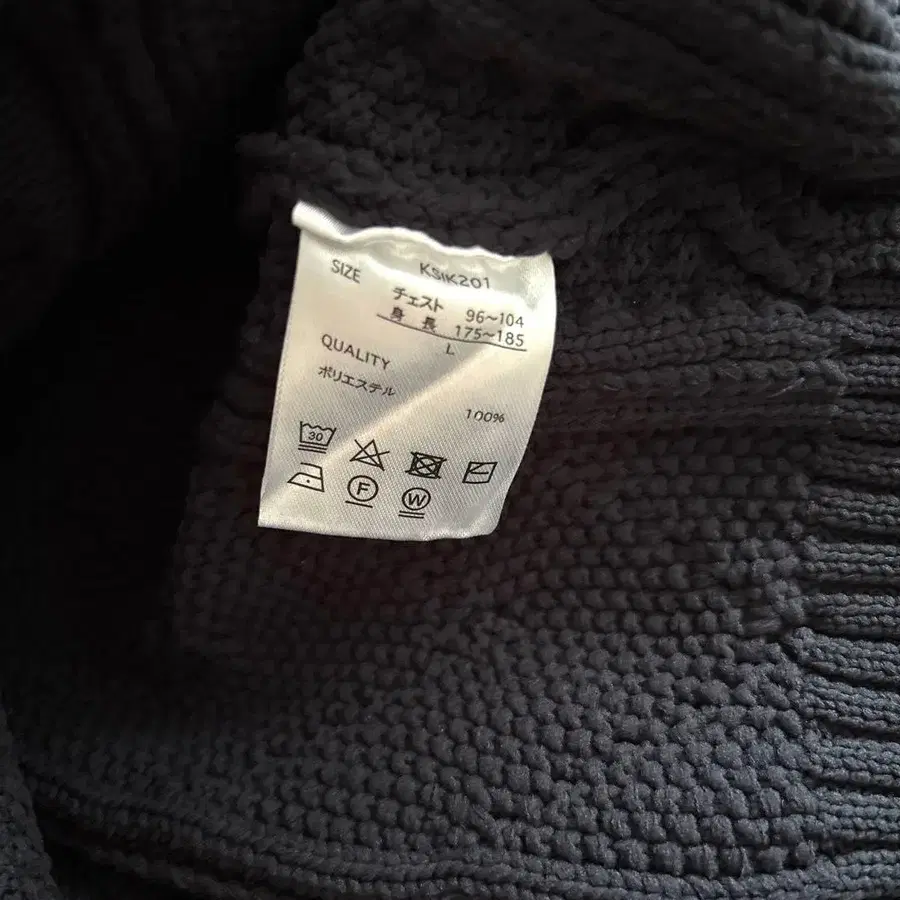 SIZE KSIK201
チェスト 96~104
身長 175~185
L
QUALITY
ポリエステル
100%
30
F W